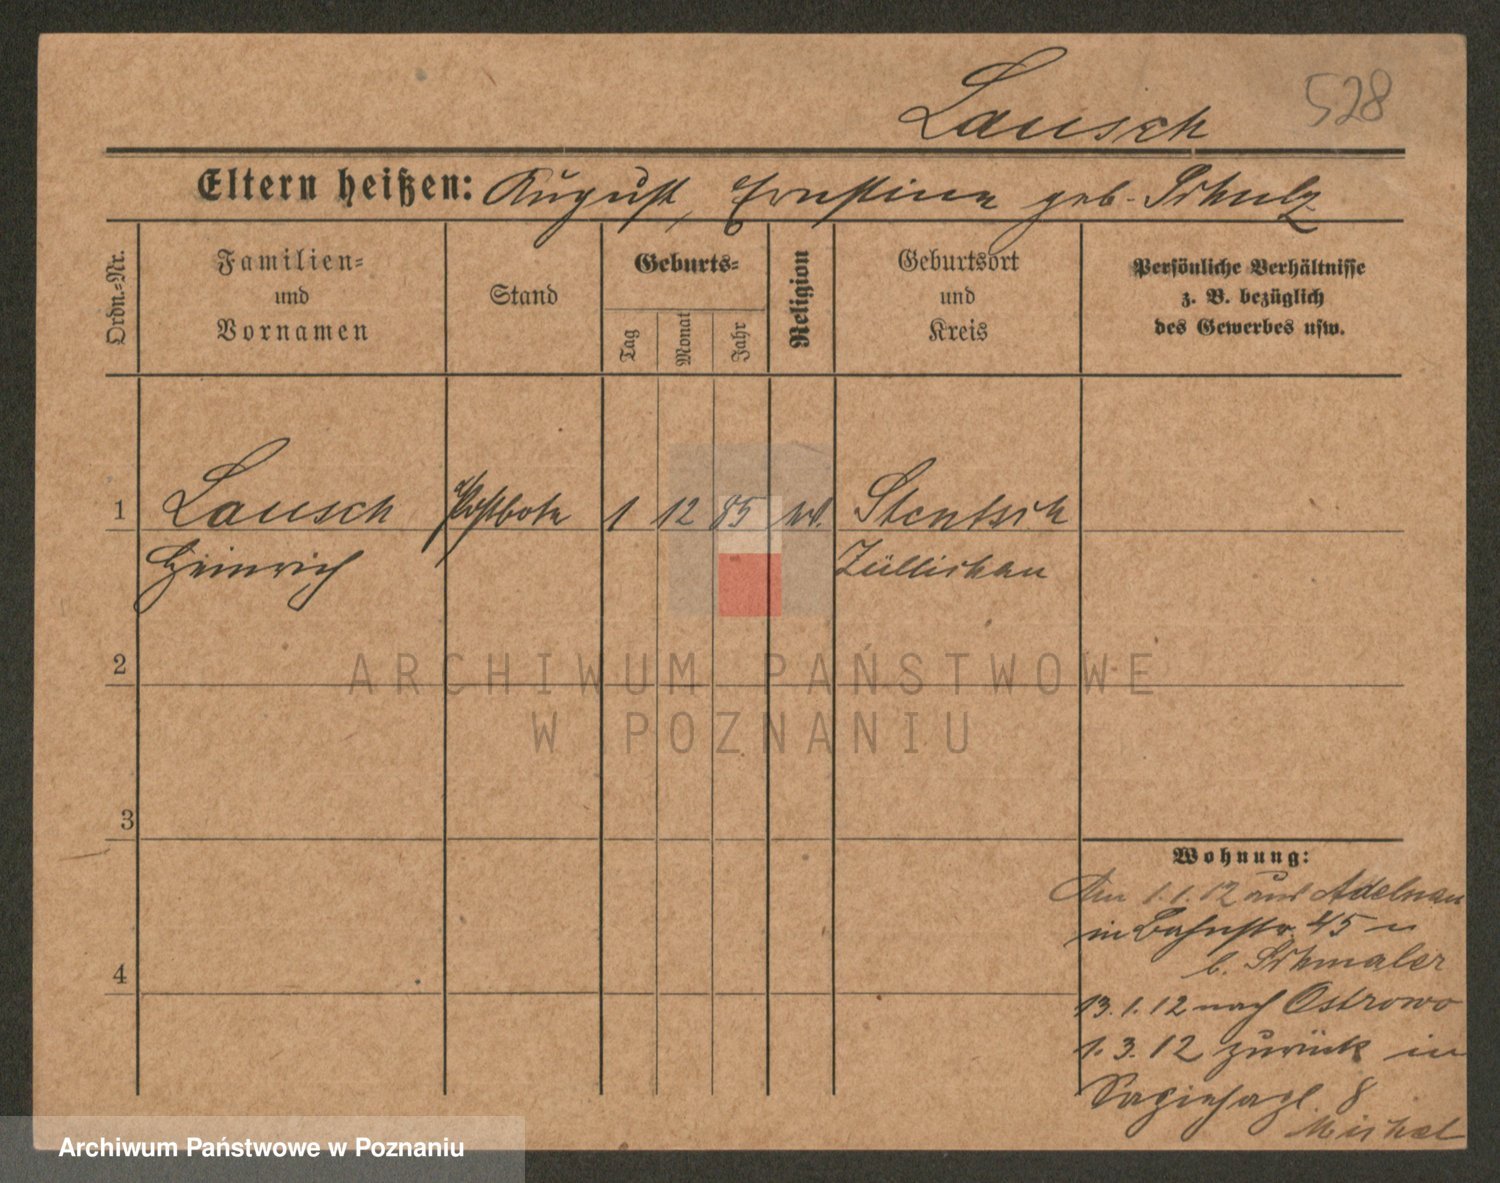 Lausch
528
Eltern heißen: August, Ernstine geb. Schulz
Ordn.-Nr.
Familien- und Vornamen
Stand
Geburts-
Tag
Monat
Jahr
Religion
Geburtsort und Kreis
Persönliche Verhältnisse
z. B. bezüglich
des Gewerbes usw.
1 Lausch Postbote 1 12 85 Stentsch
Heinrich Züllichau
2
3
4
Wohnung:
Am 1.1.12 aus Adelnau
in Bahnstr. 45
b. Schmaler
13.1.12 nach Ostrowo
1.3.12 zurück in
8
ARCHIWUM PAŃSTWOWE
W POZNANIU
Archiwum Państwowe w Poznaniu